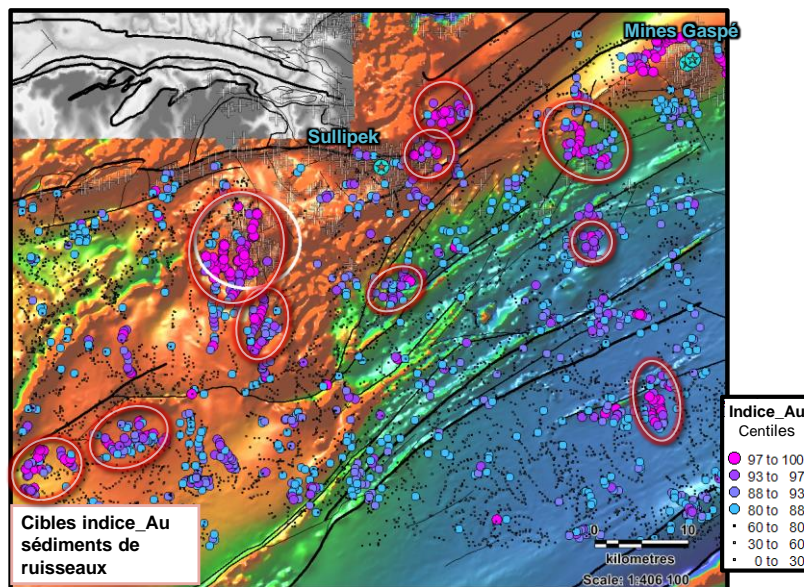 Mines Gaspé
Sullipek
Cibles indice_Au
sédiments de
ruisseaux
0 10
kilometres
Scale: 1:406 100
Indice_Au
Centiles
97 to 100
93 to 97
88 to 93
80 to 88
60 to 80
30 to 60
0 to 30